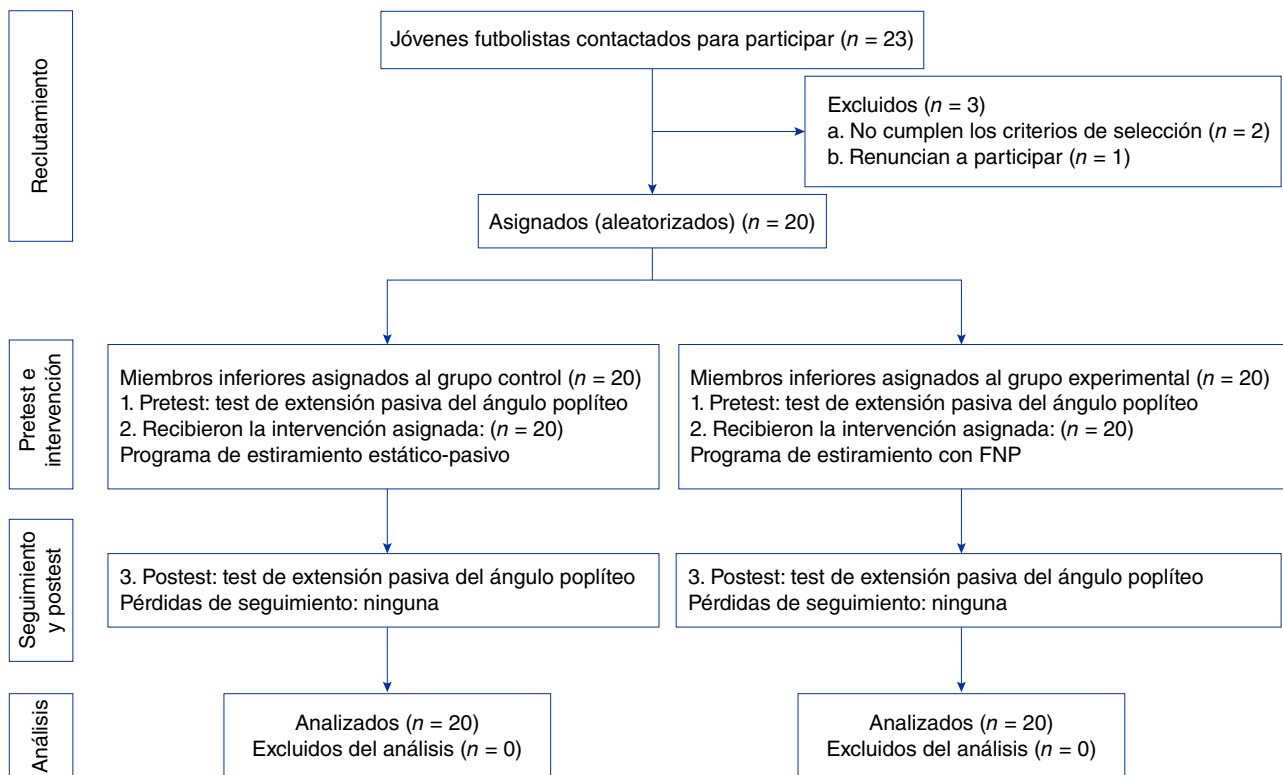 Reclutamiento
Jóvenes futbolistas contactados para participar (n = 23)
Excluidos (n = 3)
a. No cumplen los criterios de selección (n = 2)
b. Renuncian a participar (n = 1)
Asignados (aleatorizados) (n = 20)
Pretest e
intervención
Miembros inferiores asignados al grupo control (n = 20)
1. Pretest: test de extensión pasiva del ángulo poplíteo
2. Recibieron la intervención asignada: (n = 20)
Programa de estiramiento estático-pasivo
Miembros inferiores asignados al grupo experimental (n = 20)
1. Pretest: test de extensión pasiva del ángulo poplíteo
2. Recibieron la intervención asignada: (n = 20)
Programa de estiramiento con FNP
Seguimiento
y postest
3. Postest: test de extensión pasiva del ángulo poplíteo
Pérdidas de seguimiento: ninguna
3. Postest: test de extensión pasiva del ángulo poplíteo
Pérdidas de seguimiento: ninguna
Análisis
Analizados (n = 20)
Excluidos del análisis (n = 0)
Analizados (n = 20)
Excluidos del análisis (n = 0)